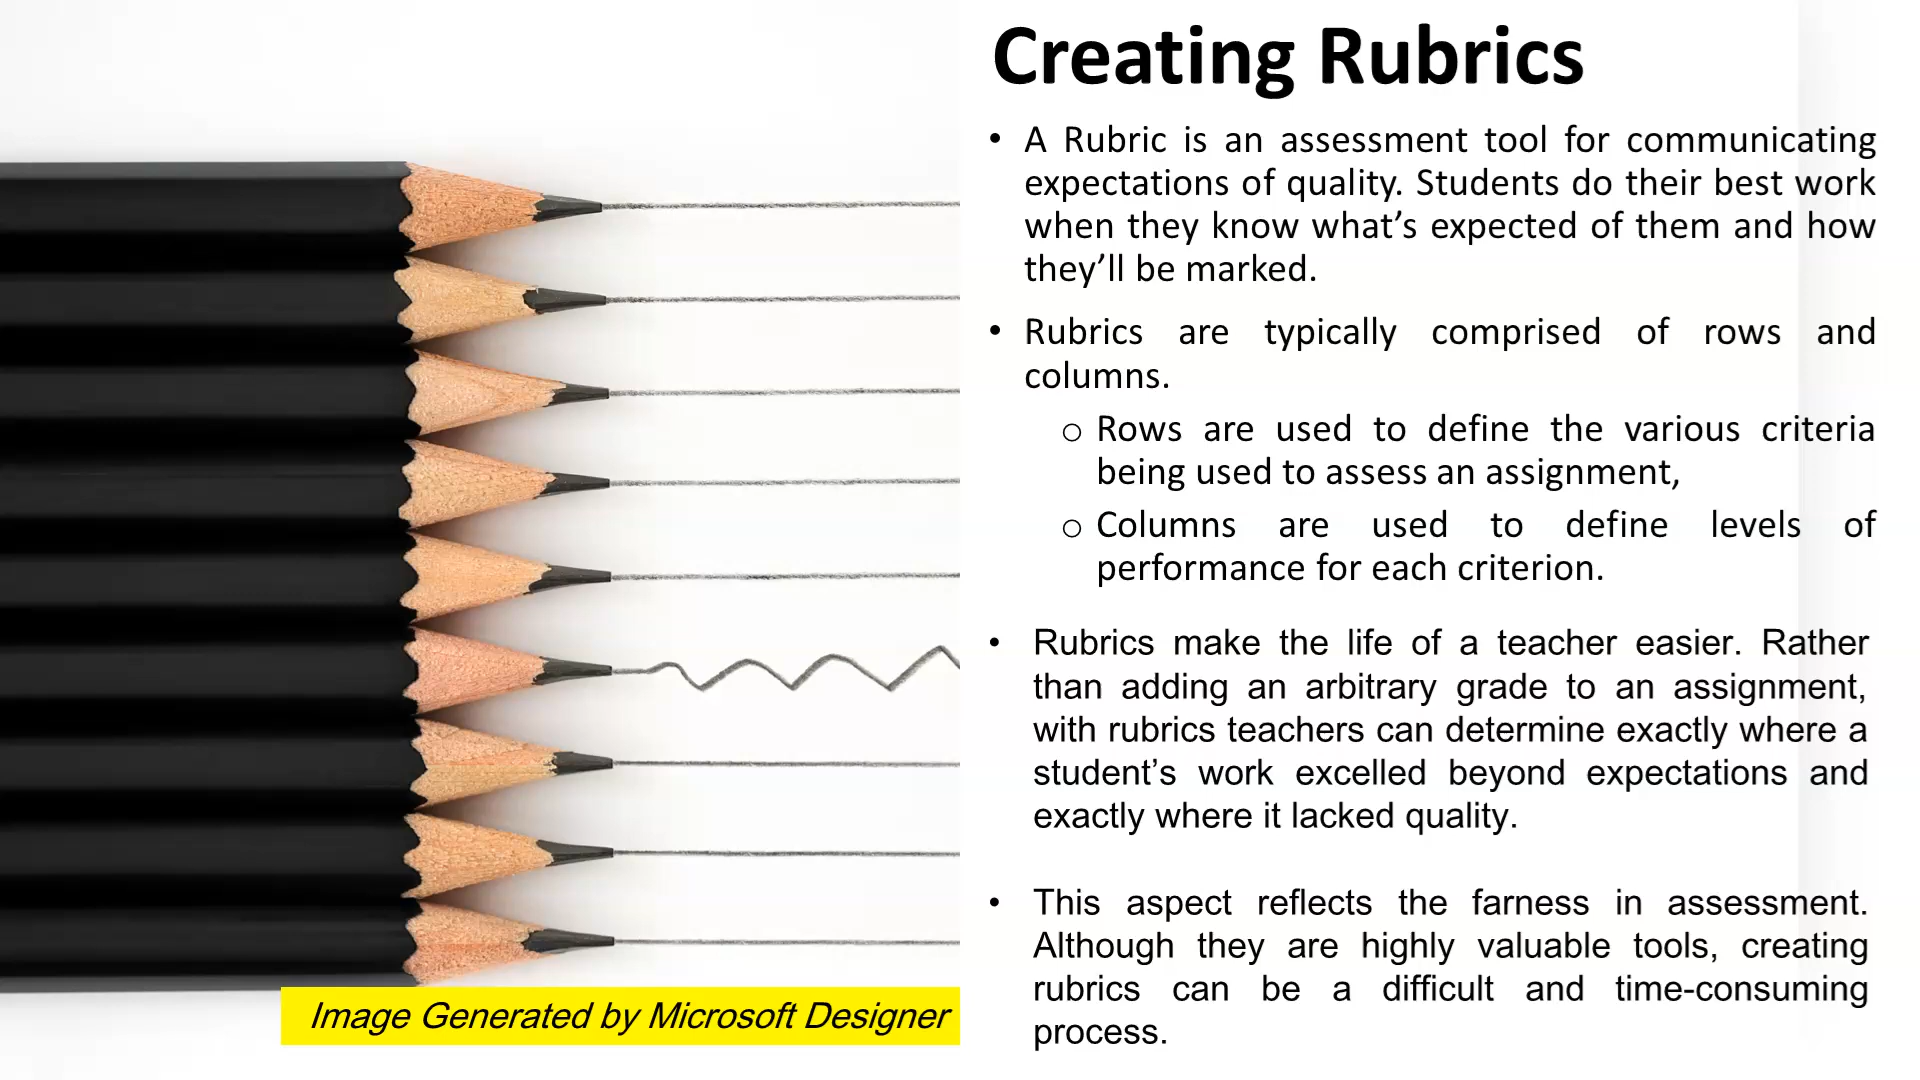 Creating Rubrics
• A Rubric is an assessment tool for communicating
expectations of quality. Students do their best work
when they know what’s expected of them and how
they’ll be marked.
• Rubrics are typically comprised of rows and
columns.
o Rows are used to define the various criteria
being used to assess an assignment,
o Columns are used to define levels of
performance for each criterion.
• Rubrics make the life of a teacher easier. Rather
than adding an arbitrary grade to an assignment,
with rubrics teachers can determine exactly where a
student’s work excelled beyond expectations and
exactly where it lacked quality.
• This aspect reflects the farness in assessment.
Although they are highly valuable tools, creating
rubrics can be a difficult and time-consuming
process.
Image Generated by Microsoft Designer